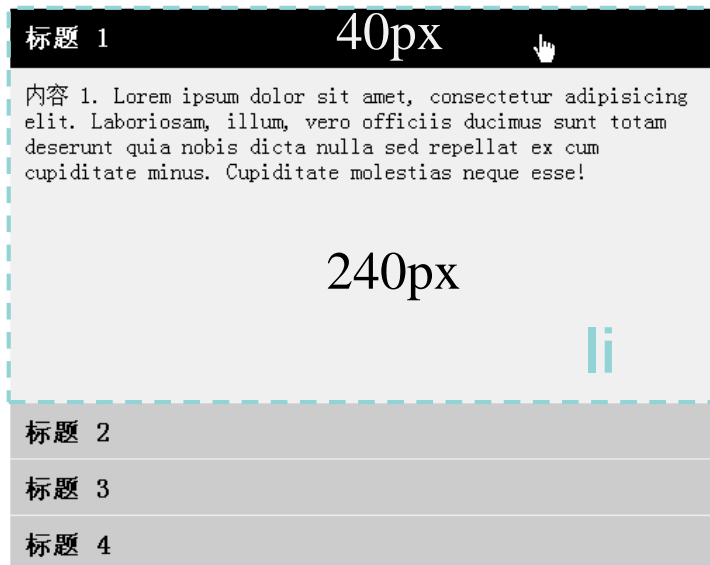 标题 1
40px
内容 1. Lorem ipsum dolor sit amet, consectetur adipisicing
elit. Laboriosam, illum, vero officiis ducimus sunt totam
deserunt quia nobis dicta nulla sed repellat ex cum
cupiditate minus. Cupiditate molestias neque esse!
240px
li
标题 2
标题 3
标题 4